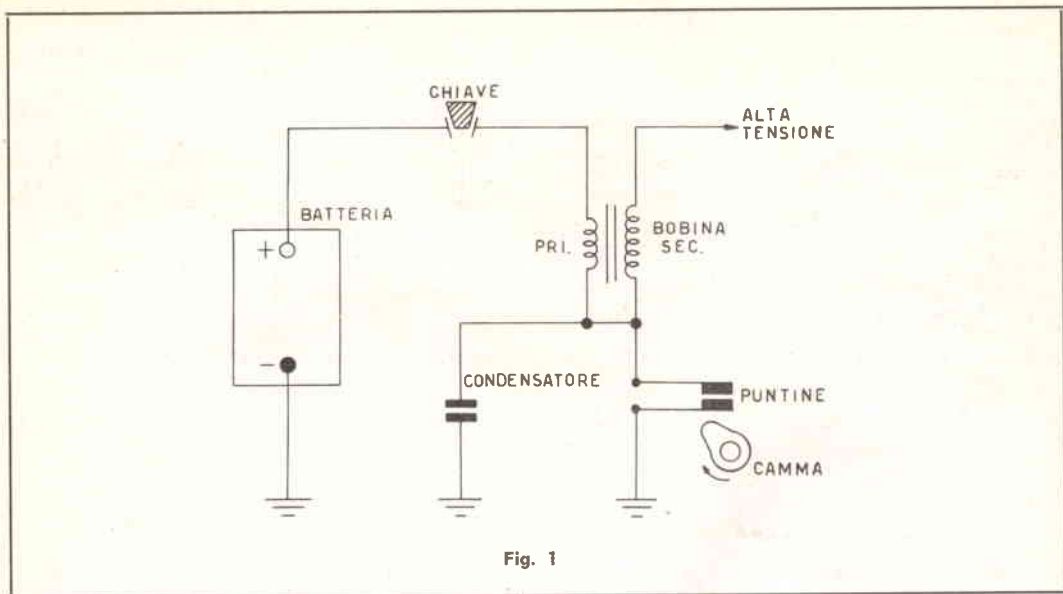 CHIAVE
ALTA
TENSIONE
BATTERIA
+
PRI.
BOBINA
SEC.
-
CONDENSATORE
PUNTINE
CAMMA
Fig. 1